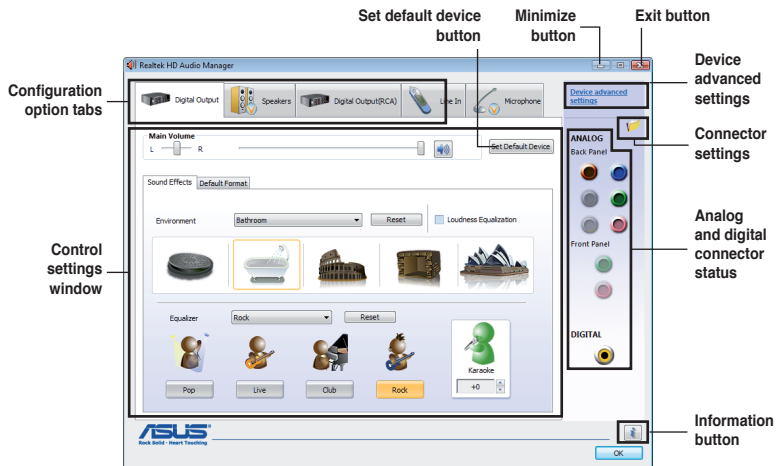 Set default device
button
Minimize
button
Exit button
Realtek HD Audio Manager
Configuration
option tabs
Digital Output
Speakers
Digital Output(RCA)
Line In
Microphone
Device advanced
settings
Device
advanced
settings
Main Volume
L
R
Set Default Device
Connector
settings
ANALOG
Back Panel
Sound Effects
Default Format
Environment
Bathroom
Reset
Loudness Equalization
Control
settings
window
Front Panel
Analog
and digital
connector
status
Equalizer
Rock
Reset
DIGITAL
Karaoke
Pop
Live
Club
Rock
+0
ASUS
Rock Solid · Heart Touching
i
OK
Information
button